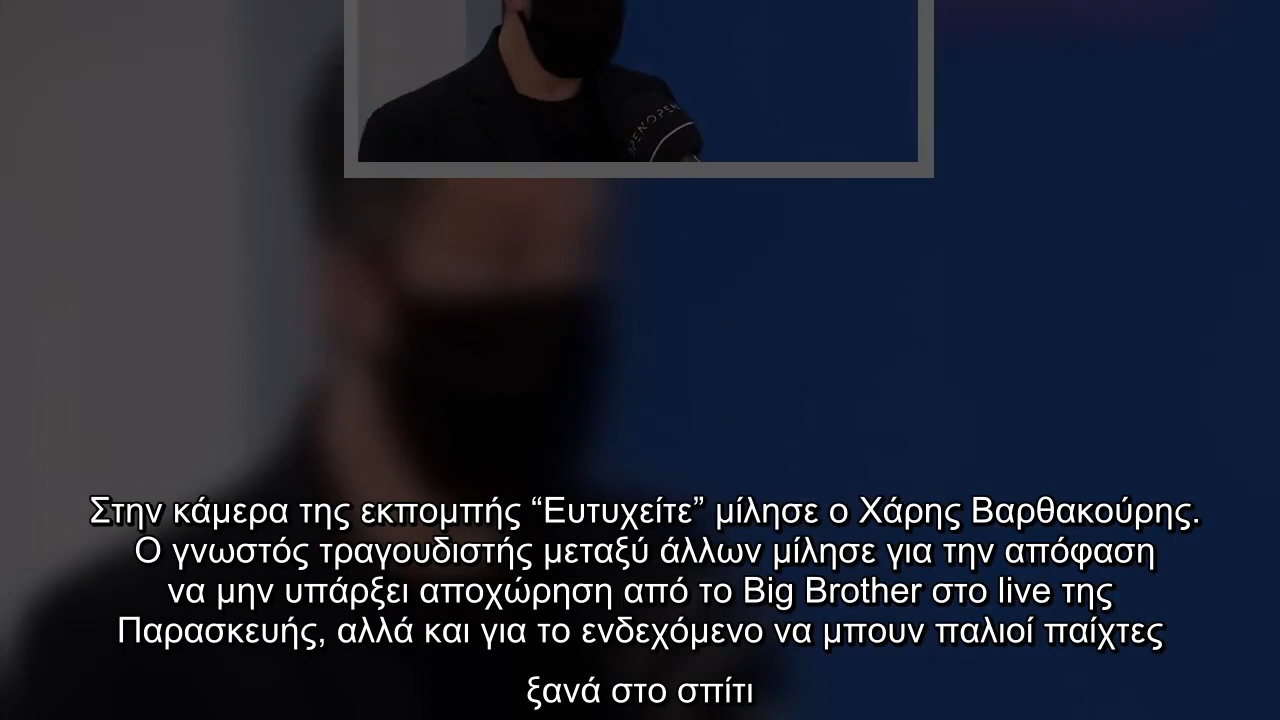 OPEN OPEN
Στην κάμερα της εκπομπής “Ευτυχείτε” μίλησε ο Χάρης Βαρθακούρης.
Ο γνωστός τραγουδιστής μεταξύ άλλων μίλησε για την απόφαση
να μην υπάρξει αποχώρηση από το Big Brother στο live της
Παρασκευής, αλλά και για το ενδεχόμενο να μπουν παλιοί παίχτες
ξανά στο σπίτι